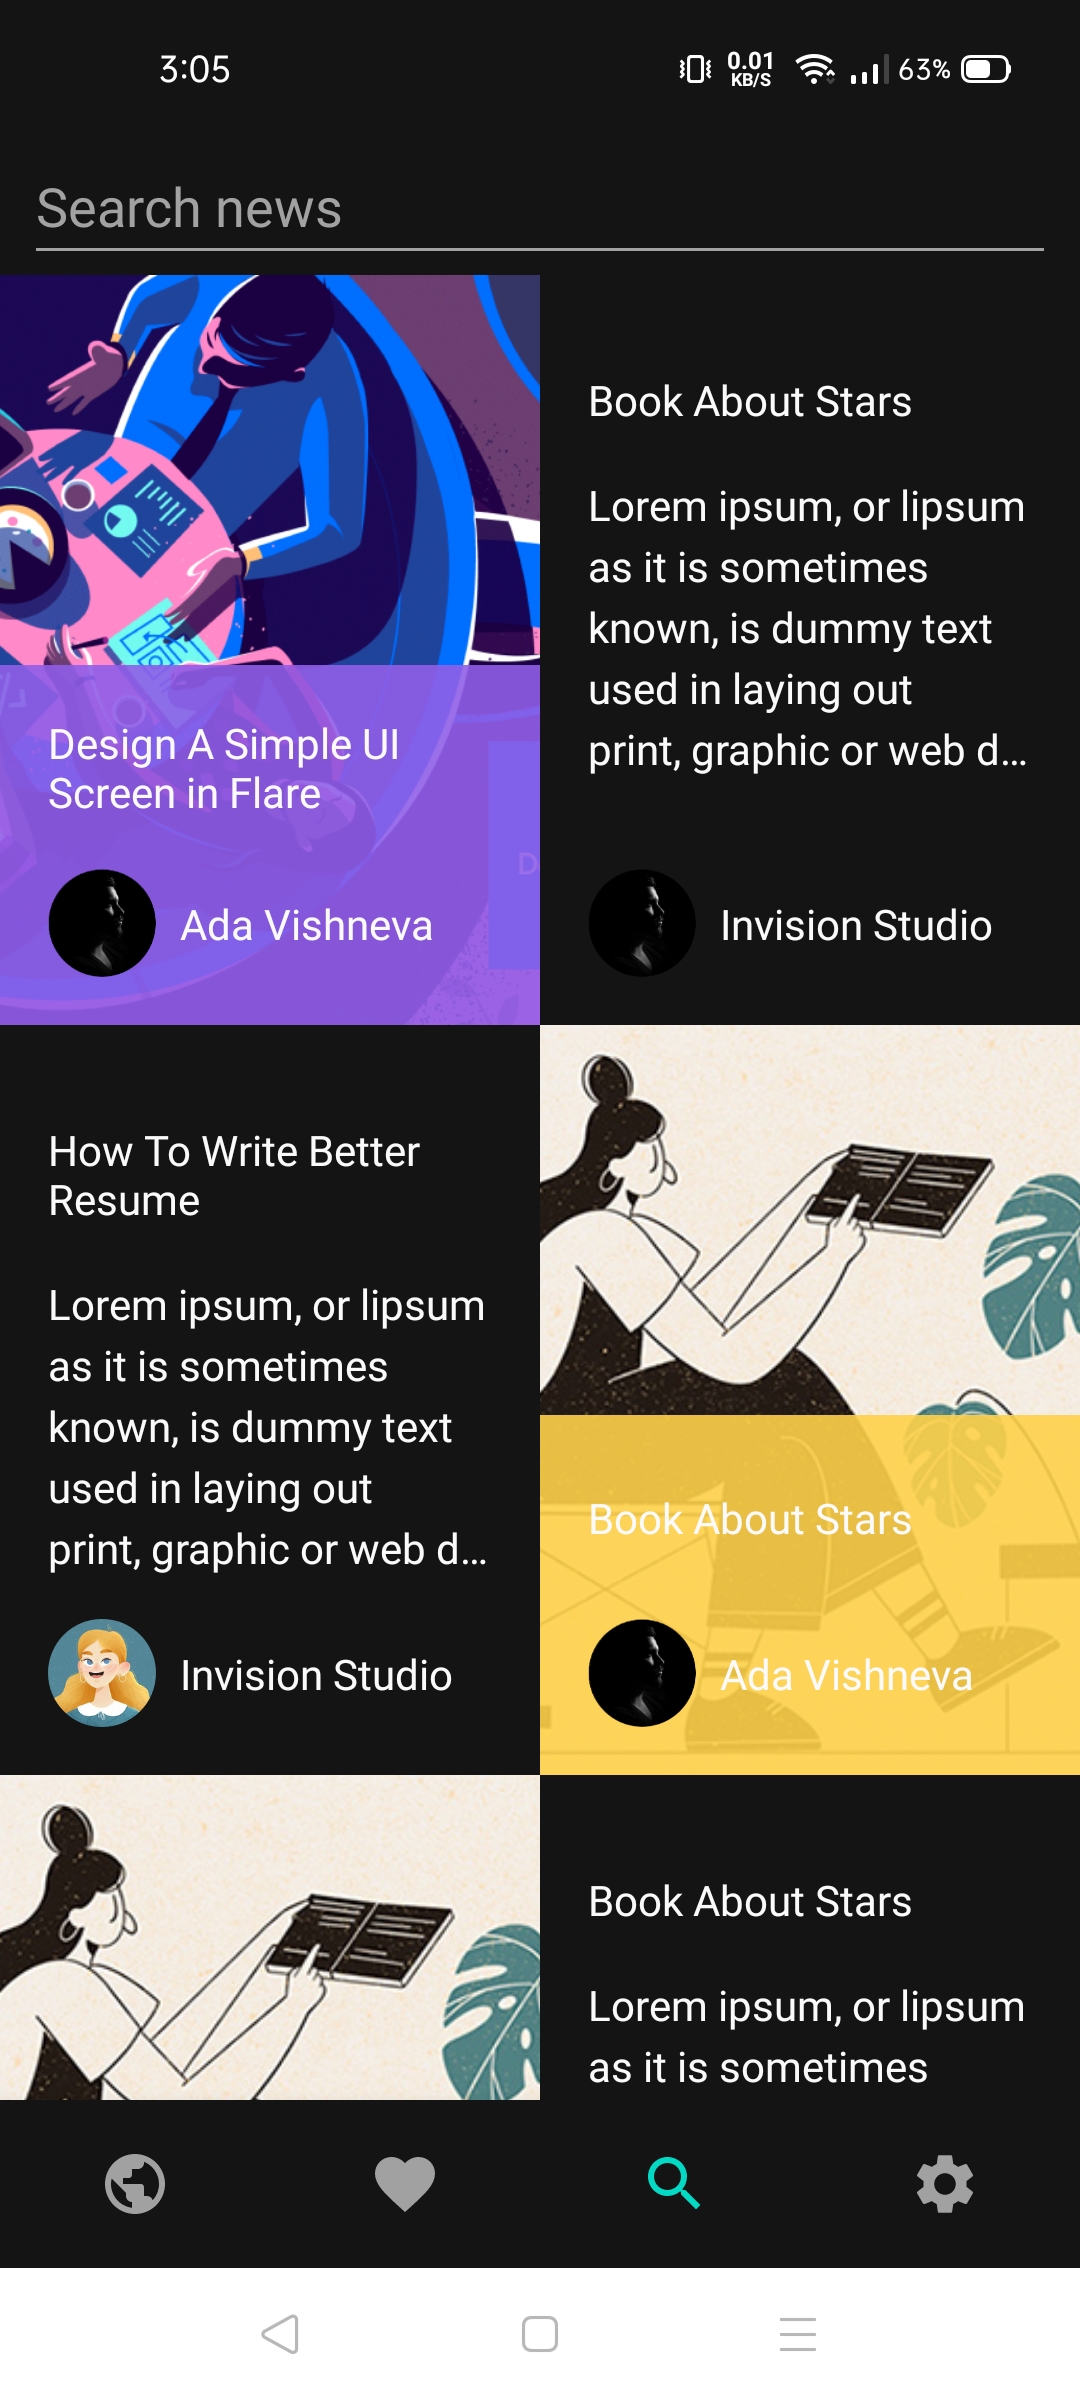 3:05
0.01
KB/S
63%
Search news
Design A Simple UI
Screen in Flare
Ada Vishneva
Book About Stars
Lorem ipsum, or lipsum
as it is sometimes
known, is dummy text
used in laying out
print, graphic or web d...
Invision Studio
How To Write Better
Resume
Lorem ipsum, or lipsum
as it is sometimes
known, is dummy text
used in laying out
print, graphic or web d...
Invision Studio
Book About Stars
Ada Vishneva
Book About Stars
Lorem ipsum, or lipsum
as it is sometimes